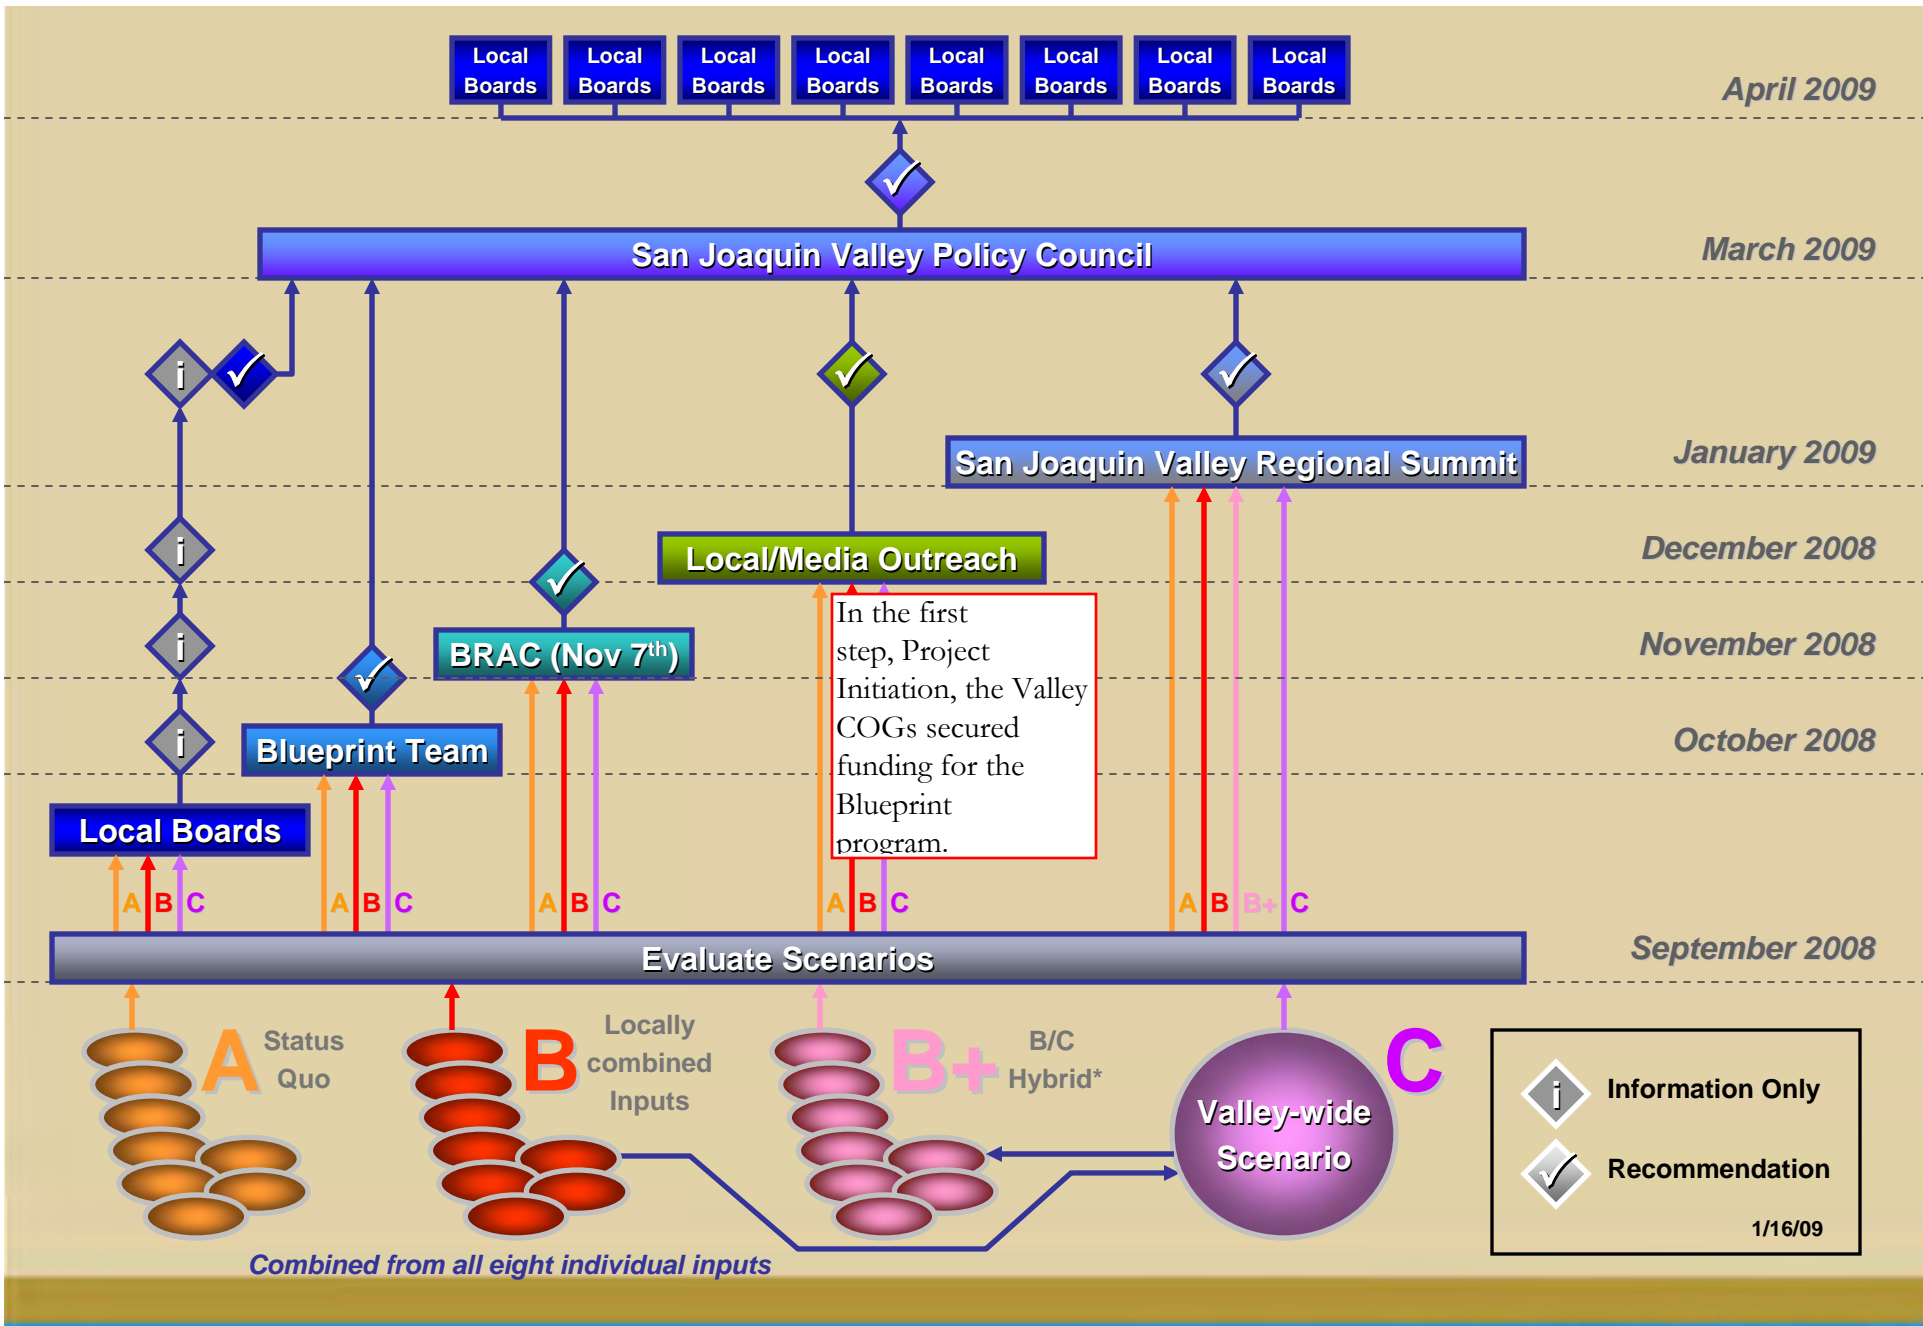 Local Boards
Local Boards
Local Boards
Local Boards
Local Boards
Local Boards
Local Boards
Local Boards
April 2009
San Joaquin Valley Policy Council
March 2009
i
San Joaquin Valley Regional Summit
January 2009
i
Local/Media Outreach
December 2008
i
BRAC (Nov 7th)
November 2008
In the first
step, Project
Initiation, the Valley
COGs secured
funding for the
Blueprint
program.
i
Blueprint Team
October 2008
Local Boards
A B C
A B C
A B C
A B C
A B B+ C
Evaluate Scenarios
September 2008
A
Status
Quo
B
Locally
combined
Inputs
B+
B/C
Hybrid*
C
Valley-wide
Scenario
Combined from all eight individual inputs
i
Information Only
Recommendation
1/16/09